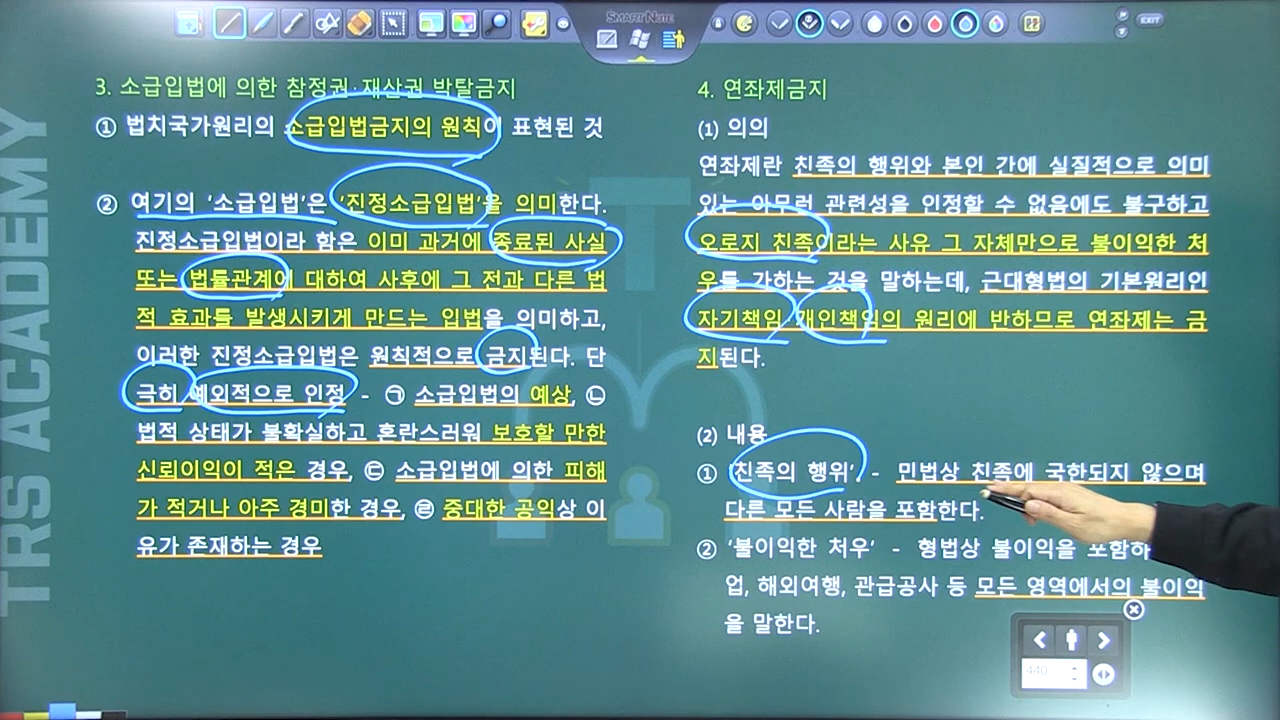 SMART NOTE
EXIT
TRS ACADEMY
3. 소급입법에 의한 참정권·재산권 박탈금지
① 법치국가원리의 소급입법금지의 원칙이 표현된 것
② 여기의 '소급입법'은 '진정소급입법'을 의미한다.
진정소급입법이라 함은 이미 과거에 종료된 사실
또는 법률관계에 대하여 사후에 그 전과 다른 법
적 효과를 발생시키게 만드는 입법을 의미하고,
이러한 진정소급입법은 원칙적으로 금지된다. 단
극히 예외적으로 인정 - ㉠ 소급입법의 예상, ㉡
법적 상태가 불확실하고 혼란스러워 보호할 만한
신뢰이익이 적은 경우, ㉢ 소급입법에 의한 피해
가 적거나 아주 경미한 경우, ㉣ 중대한 공익상 이
유가 존재하는 경우
4. 연좌제금지
(1) 의의
연좌제란 친족의 행위와 본인 간에 실질적으로 의미
있는 아무런 관련성을 인정할 수 없음에도 불구하고
오로지 친족이라는 사유 그 자체만으로 불이익한 처
우를 가하는 것을 말하는데, 근대형법의 기본원리인
자기책임·개인책임의 원리에 반하므로 연좌제는 금
지된다.
(2) 내용
① '친족의 행위' - 민법상 친족에 국한되지 않으며
다른 모든 사람을 포함한다.
② '불이익한 처우' - 형법상 불이익을 포함하
업, 해외여행, 관급공사 등 모든 영역에서의 불이익
을 말한다.
440